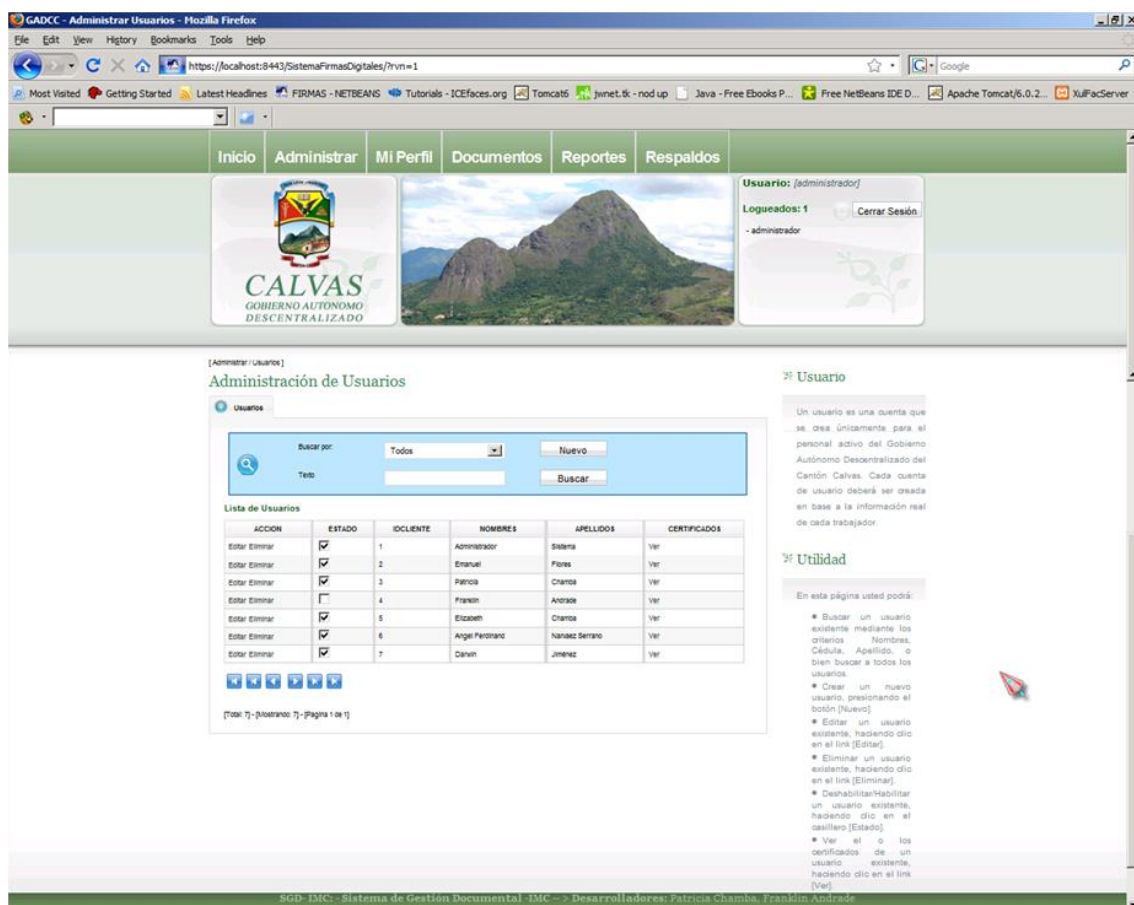 GADCC - Administrar Usuarios - Mozilla Firefox
File Edit View History Bookmarks Tools Help
https://localhost:8443/SistemaFirmasDigitales/?rvn=1
Google
Most Visited Getting Started Latest Headlines FIRMAS - NETBEANS Tutorials - ICEfaces.org Tomcat6 jwnet.tk - nod up Java - Free Ebooks P... Free NetBeans IDE D... Apache Tomcat/6.0.2... XulFacServer
Inicio Administrar Mi Perfil Documentos Reportes Respaldos
CALVAS
GOBIERNO AUTONOMO
DESCENTRALIZADO
Usuario: [administrador]
Logueados: 1 Cerrar Sesión
- administrador
[ Administrar / Usuarios ]
Administración de Usuarios
Usuarios
Buscar por: Todos Nuevo
Texto Buscar
Lista de Usuarios
ACCION ESTADO IDCLIENTE NOMBRES APELLIDOS CERTIFICADOS
Editar Eliminar 1 Administrador Sistema Ver
Editar Eliminar 2 Emanuel Flores Ver
Editar Eliminar 3 Patricia Chamba Ver
Editar Eliminar 4 Franklin Andrade Ver
Editar Eliminar 5 Elizabeth Chamba Ver
Editar Eliminar 6 Angel Ferdinand Serrano Ver
Editar Eliminar 7 Darwin Jiménez Ver
[Total: 7] - [Mostrando: 7] - [Pagina 1 de 1]
Usuario
Un usuario es una cuenta que
se crea únicamente para el
personal activo del Gobierno
Autónomo Descentralizado del
Cantón Calvas. Cada cuenta
de usuario deberá ser creada
en base a la información real
de cada trabajador.
Utilidad
En esta página usted podrá:
Buscar un usuario
existente mediante los
criterios Nombres,
Cédula, Apellido, o
bien buscar a todos los
usuarios.
Crear un nuevo
usuario, presionando el
botón [Nuevo].
Editar un usuario
existente, haciendo clic
en el link [Editar].
Eliminar un usuario
existente, haciendo clic
en el link [Eliminar].
Deshabilitar/Habilitar
un usuario existente,
haciendo clic en el
casillero [Estado].
Ver el o los
certificados de un
usuario existente,
haciendo clic en el link
[Ver].
SGD- IMC: - Sistema de Gestión Documental -IMC -- > Desarrolladores: Patricia Chamba, Franklin Andrade